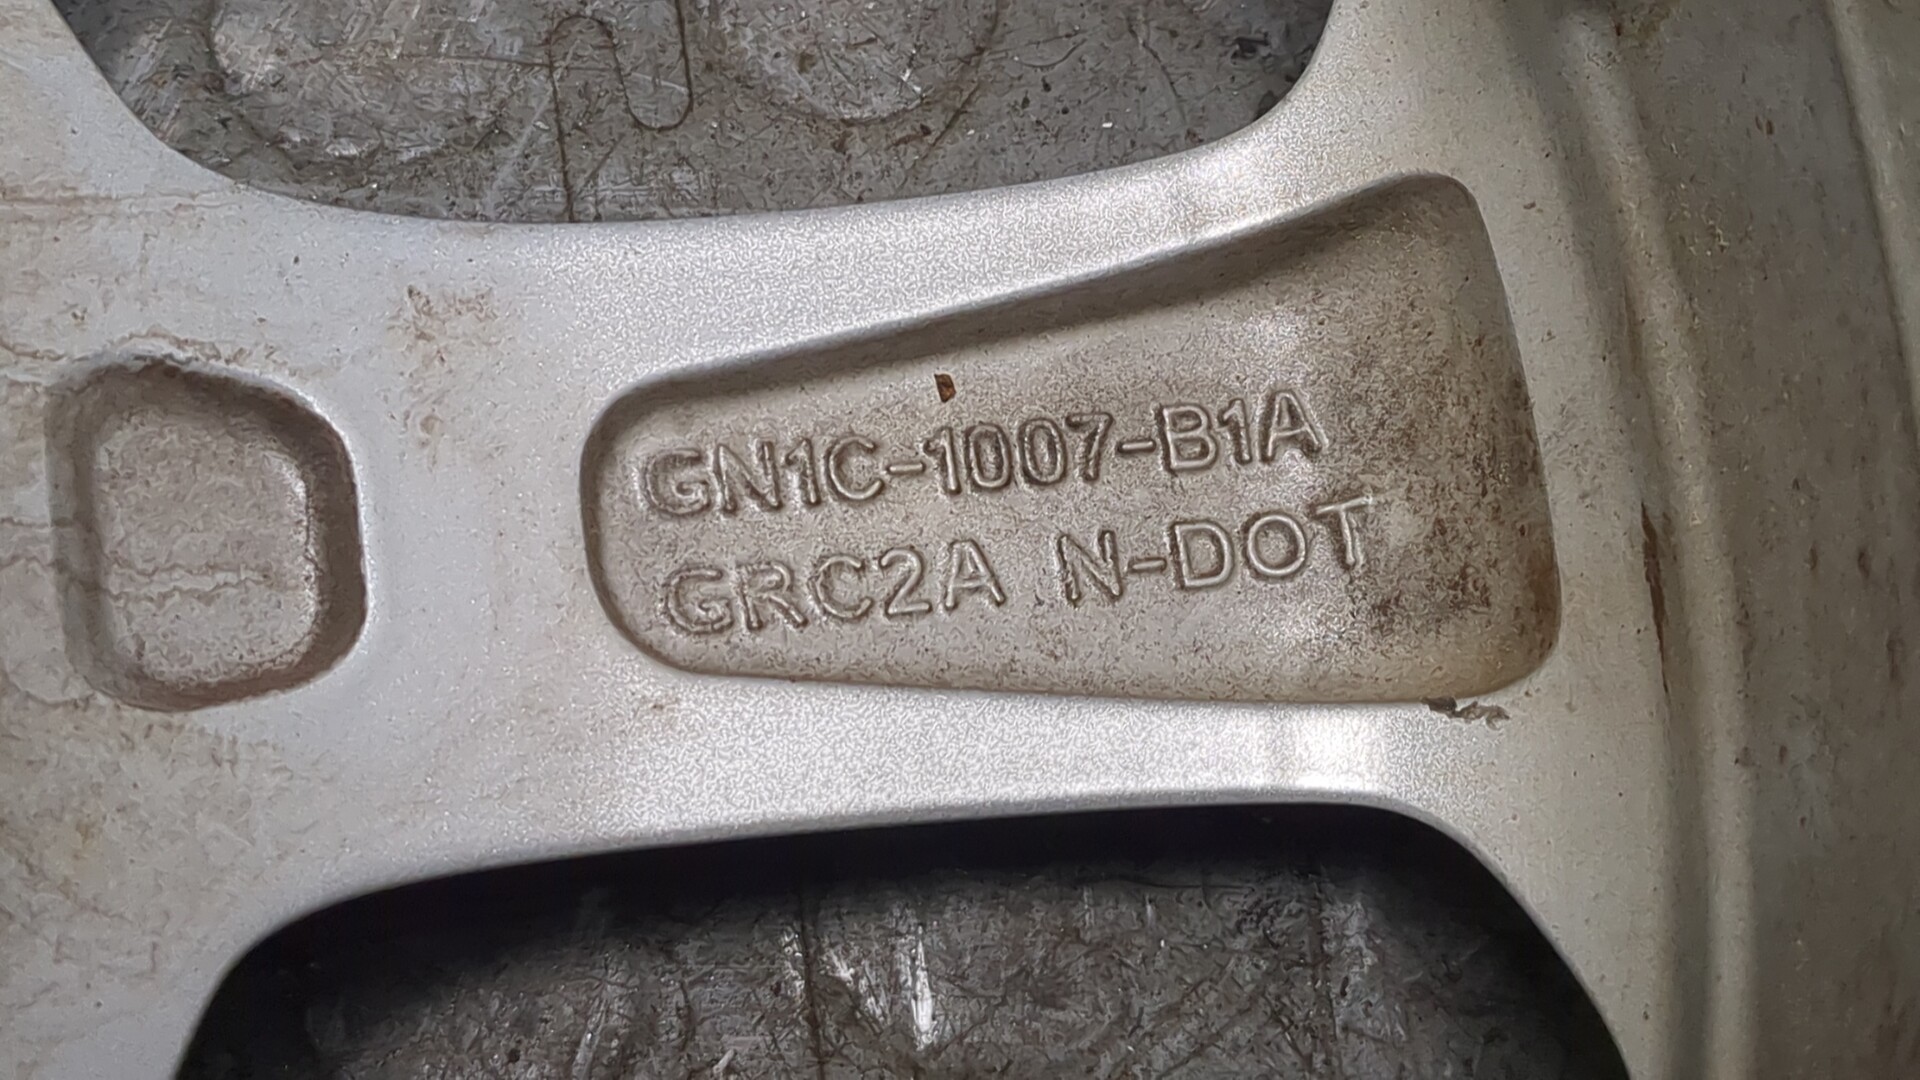 GN1C-1007-B1A
GRC2A N-DOT